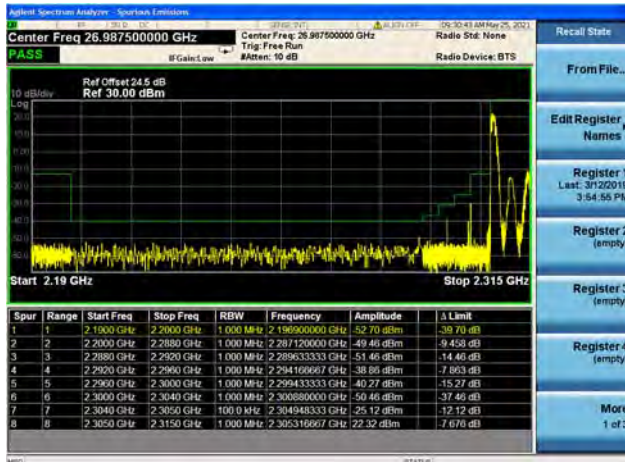 Agilent Spectrum Analyzer - Spurious Emissions
09:30:43 AM May 25, 2021
Center Freq 26.987500000 GHz
Center Freq: 26.987500000 GHz
Radio Std: None
Trig: Free Run
PASS
IFGain:Low
#Atten: 10 dB
Radio Device: BTS
Ref Offset 24.5 dB
10 dB/div
Ref 30.00 dBm
Log
Start 2.19 GHz
Stop 2.315 GHz
Spur Range Start Freq Stop Freq RBW Frequency Amplitude Δ Limit
1 1 2.1900 GHz 2.2000 GHz 1.000 MHz 2.196900000 GHz -52.70 dBm -39.70 dB
2 2 2.2000 GHz 2.2880 GHz 1.000 MHz 2.287120000 GHz -49.46 dBm -9.458 dB
3 3 2.2880 GHz 2.2920 GHz 1.000 MHz 2.289633333 GHz -51.46 dBm -14.46 dB
4 4 2.2920 GHz 2.2960 GHz 1.000 MHz 2.294166667 GHz -38.86 dBm -7.863 dB
5 5 2.2960 GHz 2.3000 GHz 1.000 MHz 2.299433333 GHz -40.27 dBm -15.27 dB
6 6 2.3000 GHz 2.3040 GHz 1.000 MHz 2.300880000 GHz -50.46 dBm -37.46 dB
7 7 2.3040 GHz 2.3050 GHz 100.0 kHz 2.304948333 GHz -25.12 dBm -12.12 dB
8 8 2.3050 GHz 2.3150 GHz 1.000 MHz 2.305316667 GHz 22.32 dBm -7.676 dB
MSG
STATUS
Recall State
From File...
Edit Register
Names
Register 1
Last: 3/12/2019
3:54:55 PM
Register 2
(empty
Register 3
(empty
Register 4
(empty
More
1 of